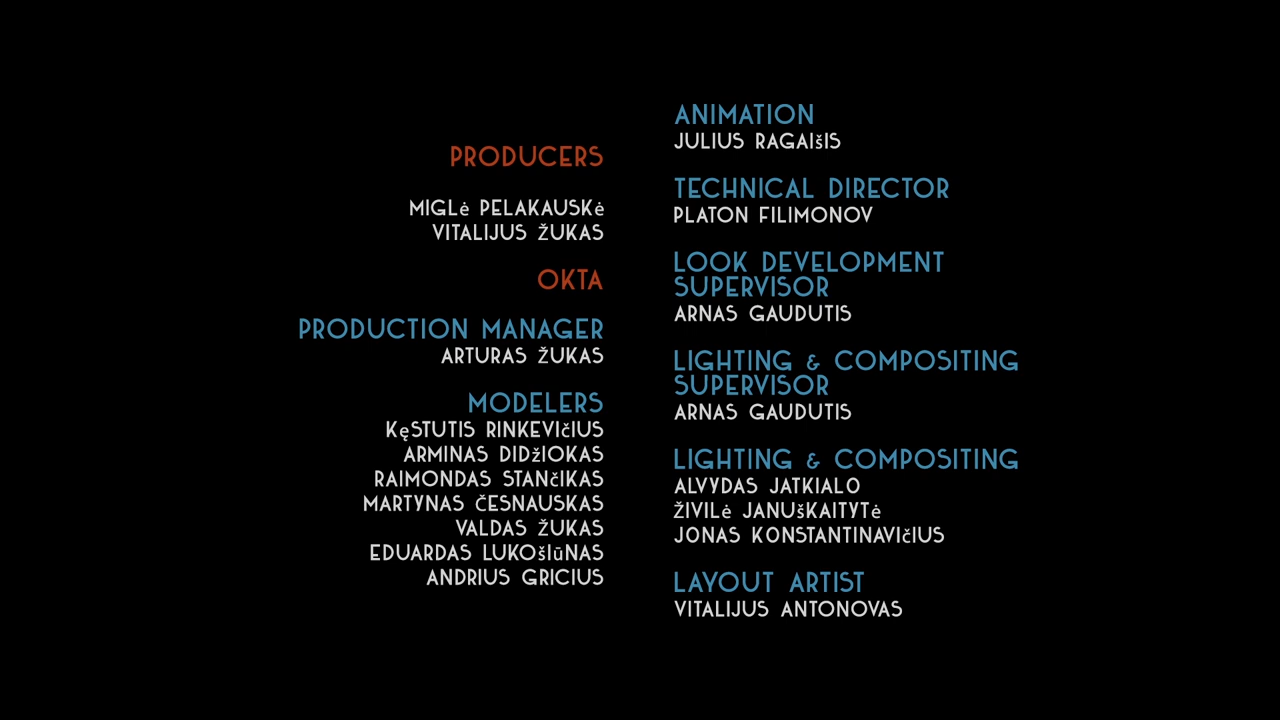 PRODUCERS
MIGLė PELAKAUSKė
VITALIJUS ŽUKAS
OKTA
PRODUCTION MANAGER
ARTURAS ŽUKAS
MODELERS
KęSTUTIS RINKEVIčIUS
ARMINAS DIDžIOKAS
RAIMONDAS STANčIKAS
MARTYNAS ČESNAUSKAS
VALDAS ŽUKAS
EDUARDAS LUKOšIūNAS
ANDRIUS GRICIUS
ANIMATION
JULIUS RAGAIšIS
TECHNICAL DIRECTOR
PLATON FILIMONOV
LOOK DEVELOPMENT
SUPERVISOR
ARNAS GAUDUTIS
LIGHTING & COMPOSITING
SUPERVISOR
ARNAS GAUDUTIS
LIGHTING & COMPOSITING
ALVYDAS JATKIALO
ŽIVILė JANUšKAITYTė
JONAS KONSTANTINAVIčIUS
LAYOUT ARTIST
VITALIJUS ANTONOVAS